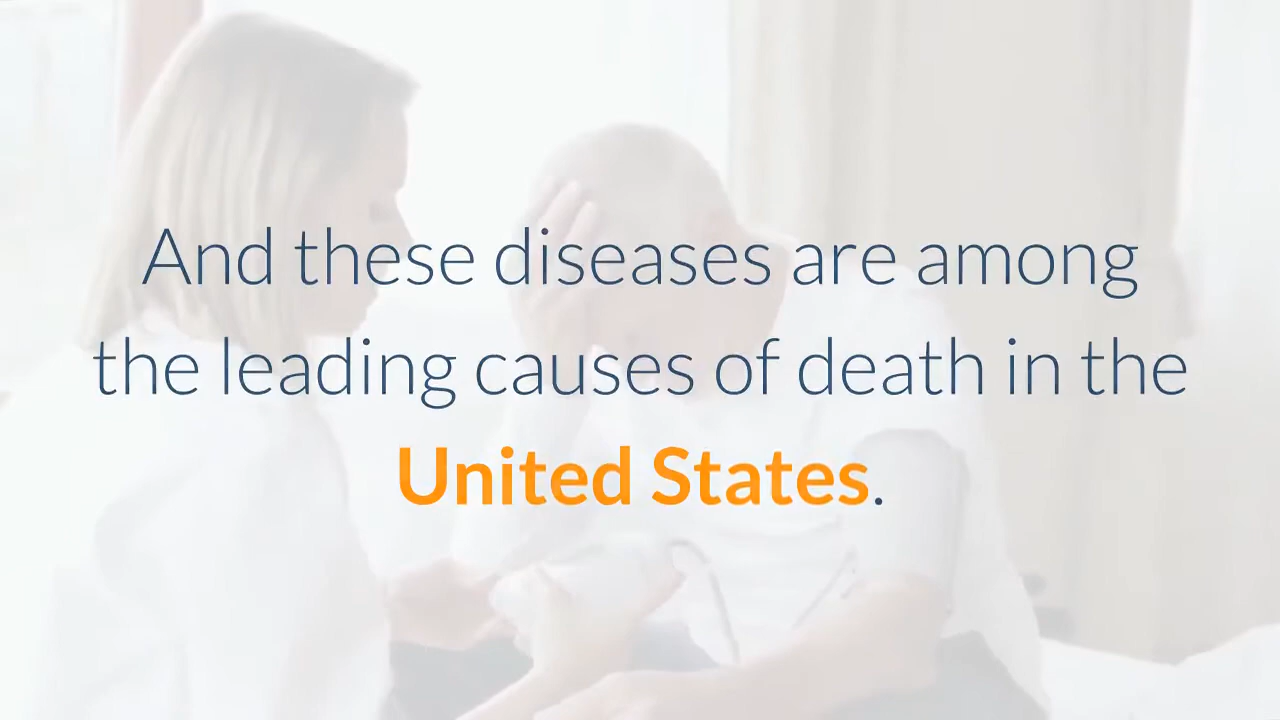 And these diseases are among
the leading causes of death in the
United States.